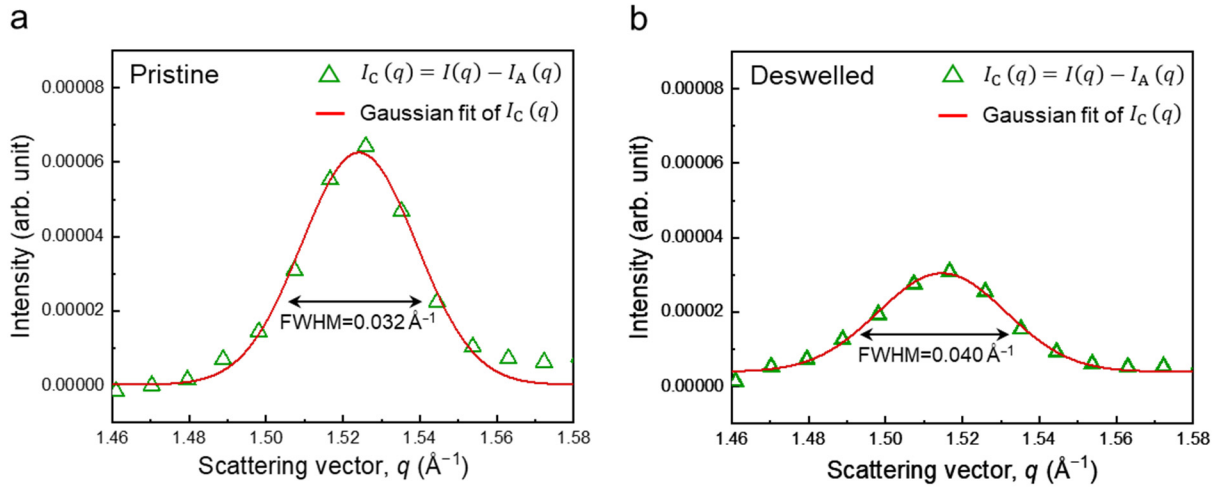 a
Pristine
I_C (q) = I(q) − I_A (q)
Gaussian fit of I_C (q)
FWHM=0.032 Å⁻¹
Intensity (arb. unit)
0.00008
0.00006
0.00004
0.00002
0.00000
1.46 1.48 1.50 1.52 1.54 1.56 1.58
Scattering vector, q (Å⁻¹)
b
Deswelled
I_C (q) = I(q) − I_A (q)
Gaussian fit of I_C (q)
FWHM=0.040 Å⁻¹
Intensity (arb. unit)
0.00008
0.00006
0.00004
0.00002
0.00000
1.46 1.48 1.50 1.52 1.54 1.56 1.58
Scattering vector, q (Å⁻¹)